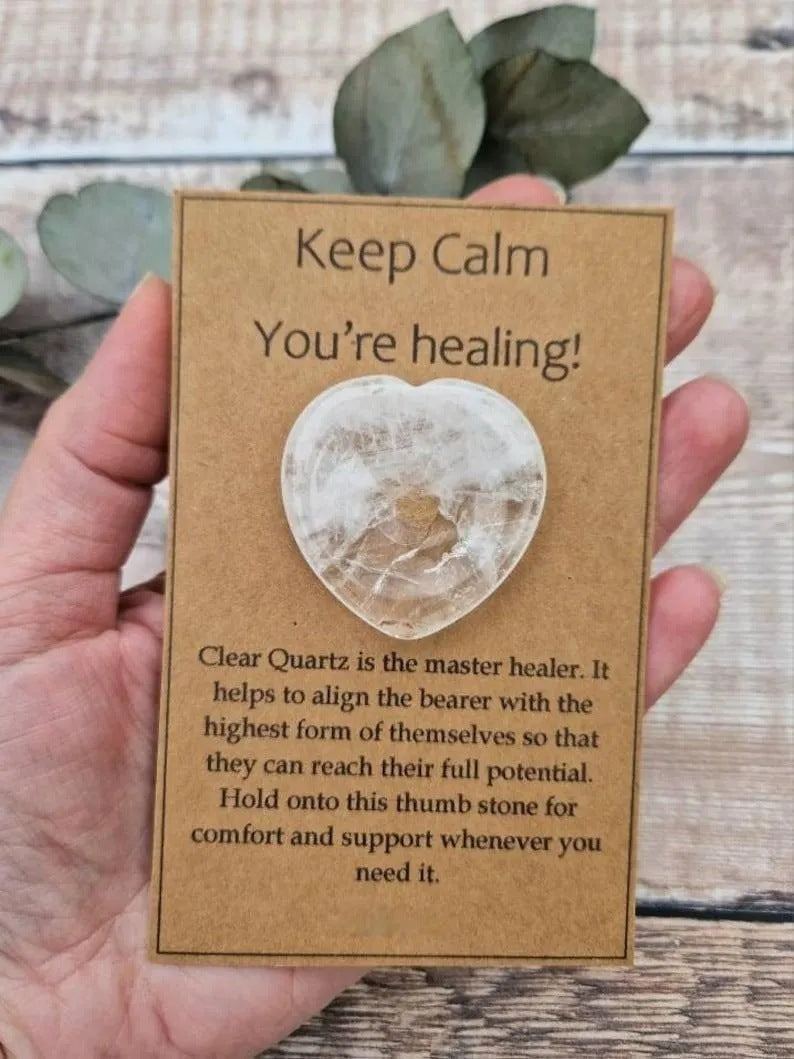 Keep Calm
You're healing!
Clear Quartz is the master healer. It
helps to align the bearer with the
highest form of themselves so that
they can reach their full potential.
Hold onto this thumb stone for
comfort and support whenever you
need it.